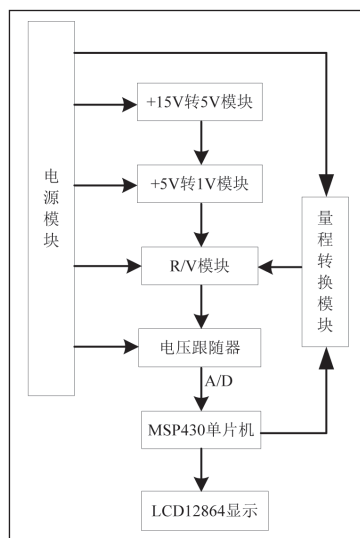 +15V转5V模块
电源模块
+5V转1V模块
量程转换模块
R/V模块
电压跟随器
A/D
MSP430单片机
LCD12864显示